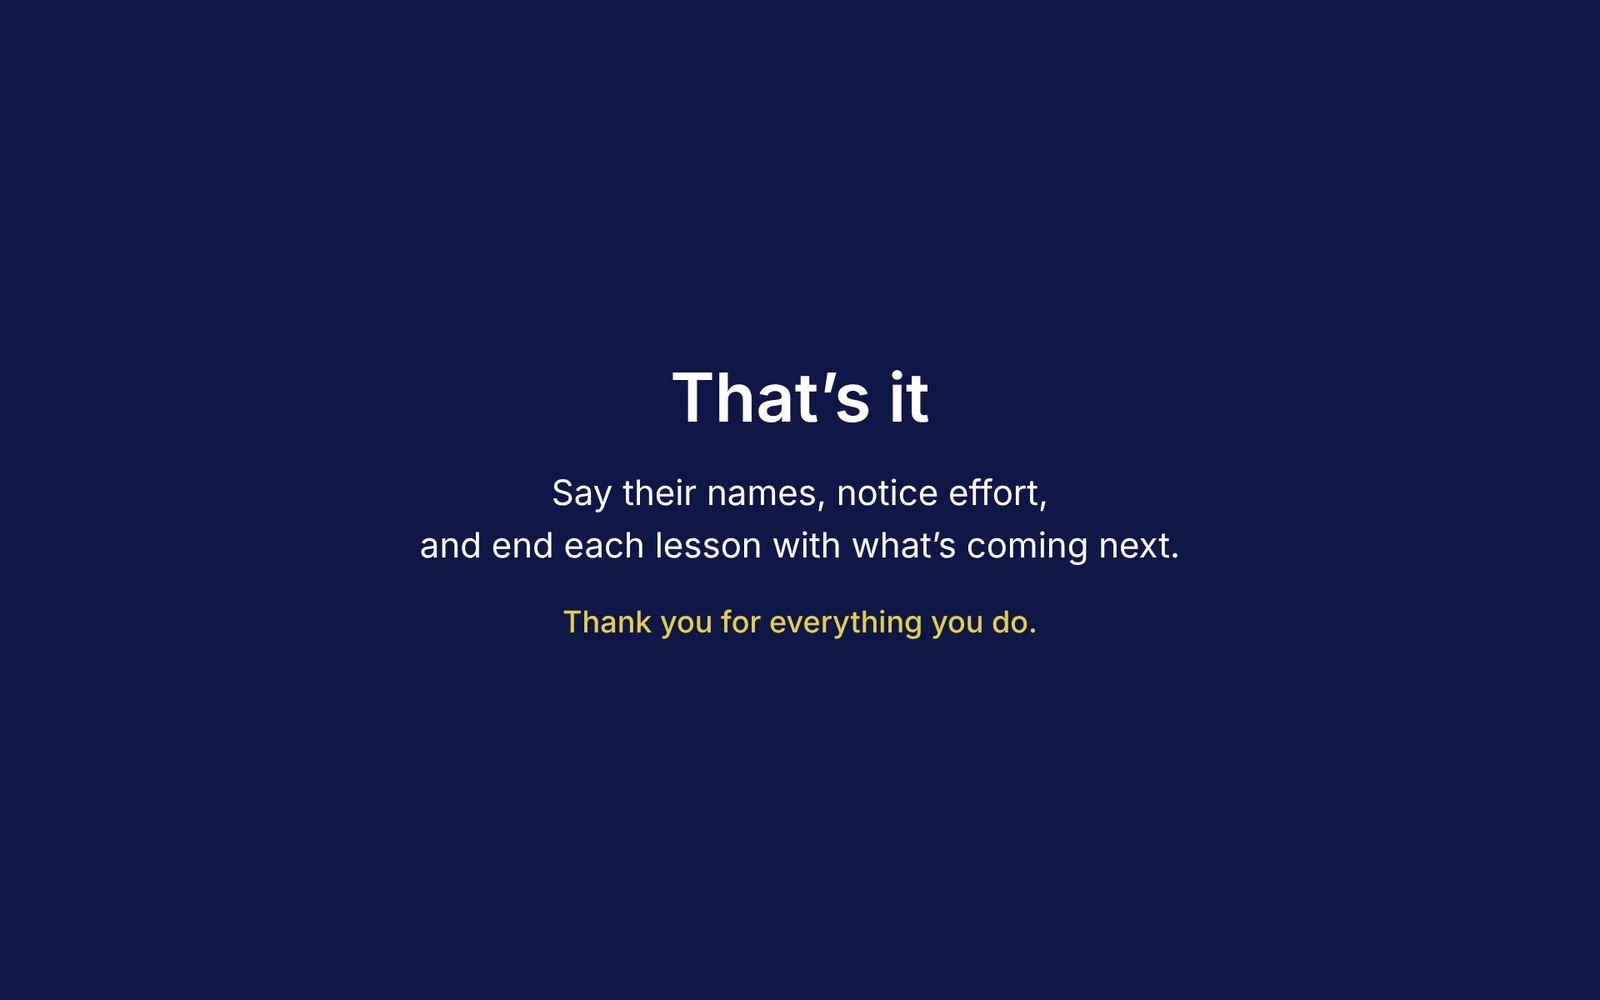 That’s it
Say their names, notice effort,
and end each lesson with what’s coming next.
Thank you for everything you do.